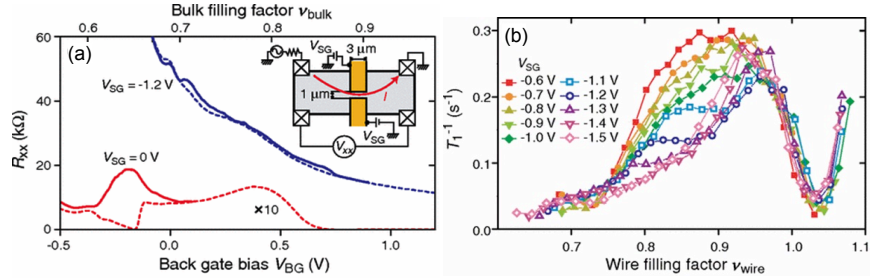 Bulk filling factor νbulk
0.6 0.7 0.8 0.9
(a)
60
40
20
0
Rxx (kΩ)
VSG = -1.2 V
VSG = 0 V
×10
VSG
3 μm
1 μm
I
VSG
Vxx
-0.5 0.0 0.5 1.0
Back gate bias VBG (V)
(b)
0.3
0.2
0.1
0.0
T1-1 (s-1)
VSG
-0.6 V -1.1 V
-0.7 V -1.2 V
-0.8 V -1.3 V
-0.9 V -1.4 V
-1.0 V -1.5 V
0.7 0.8 0.9 1.0 1.1
Wire filling factor νwire